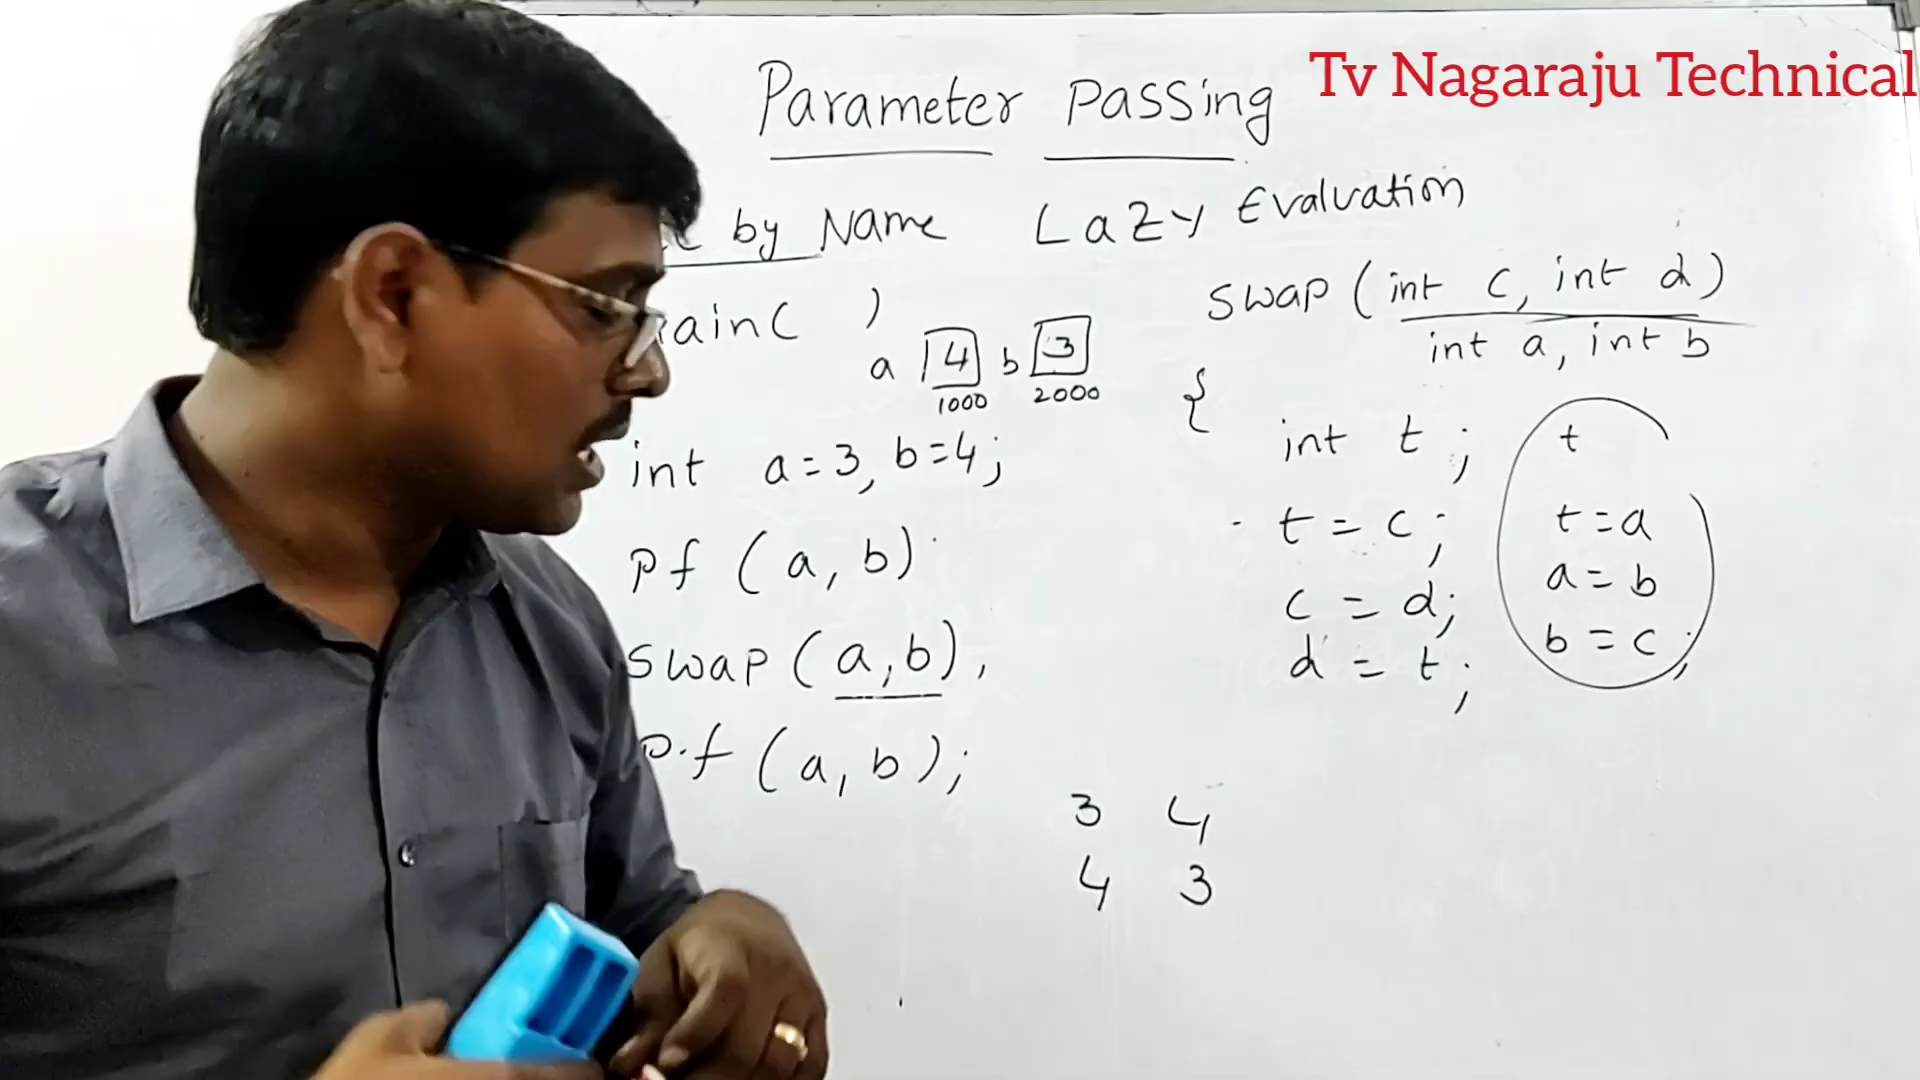 Tv Nagaraju Technical
Parameter Passing
by Name Lazy Evaluation
ain( )
a 4 b 3
1000 2000
int a=3, b=4;
Pf (a, b)
Swap (a,b),
P.f (a, b);
3 4
4 3
Swap (int c, int d)
int a, int b
{
int t;
t = c;
c = d;
d = t;
t
t = a
a = b
b = c;